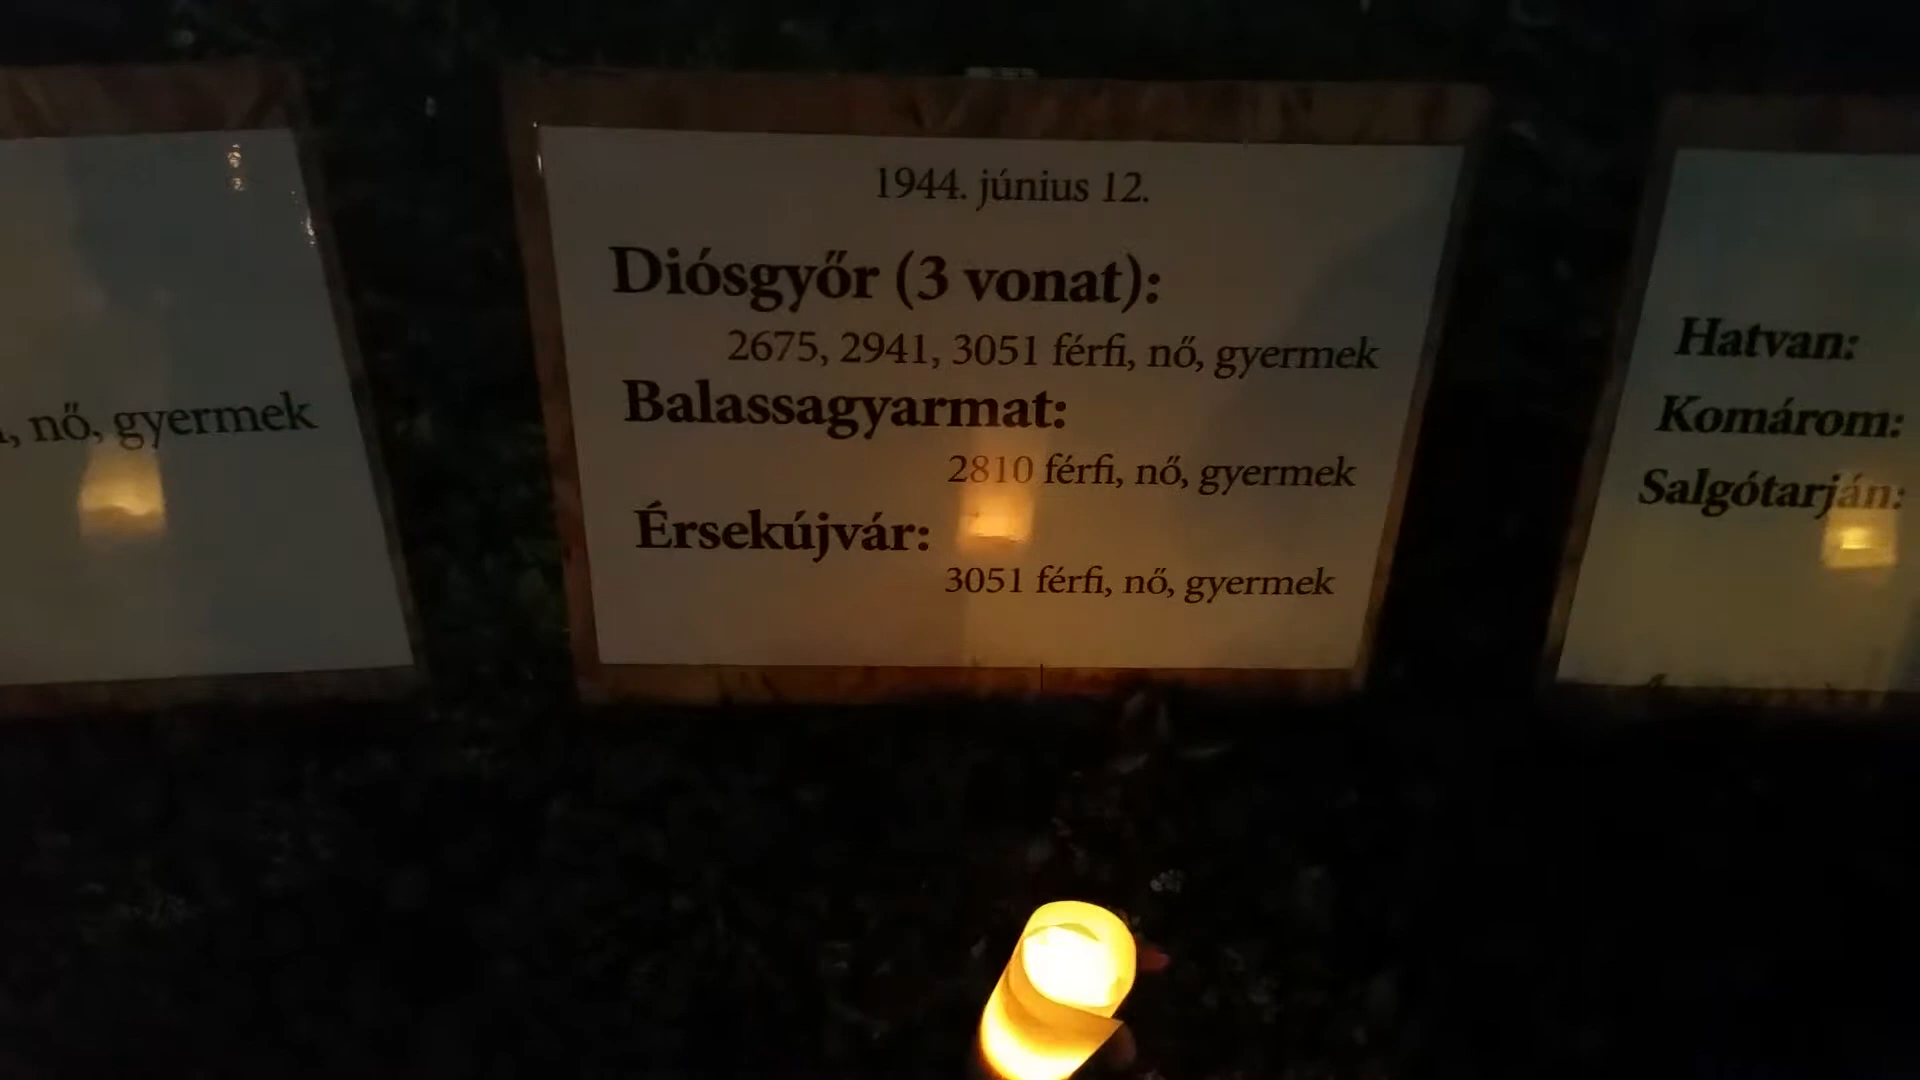 , nő, gyermek
1944. június 12.
Diósgyőr (3 vonat):
2675, 2941, 3051 férfi, nő, gyermek
Balassagyarmat:
2810 férfi, nő, gyermek
Érsekújvár:
3051 férfi, nő, gyermek
Hatvan:
Komárom:
Salgótarján: